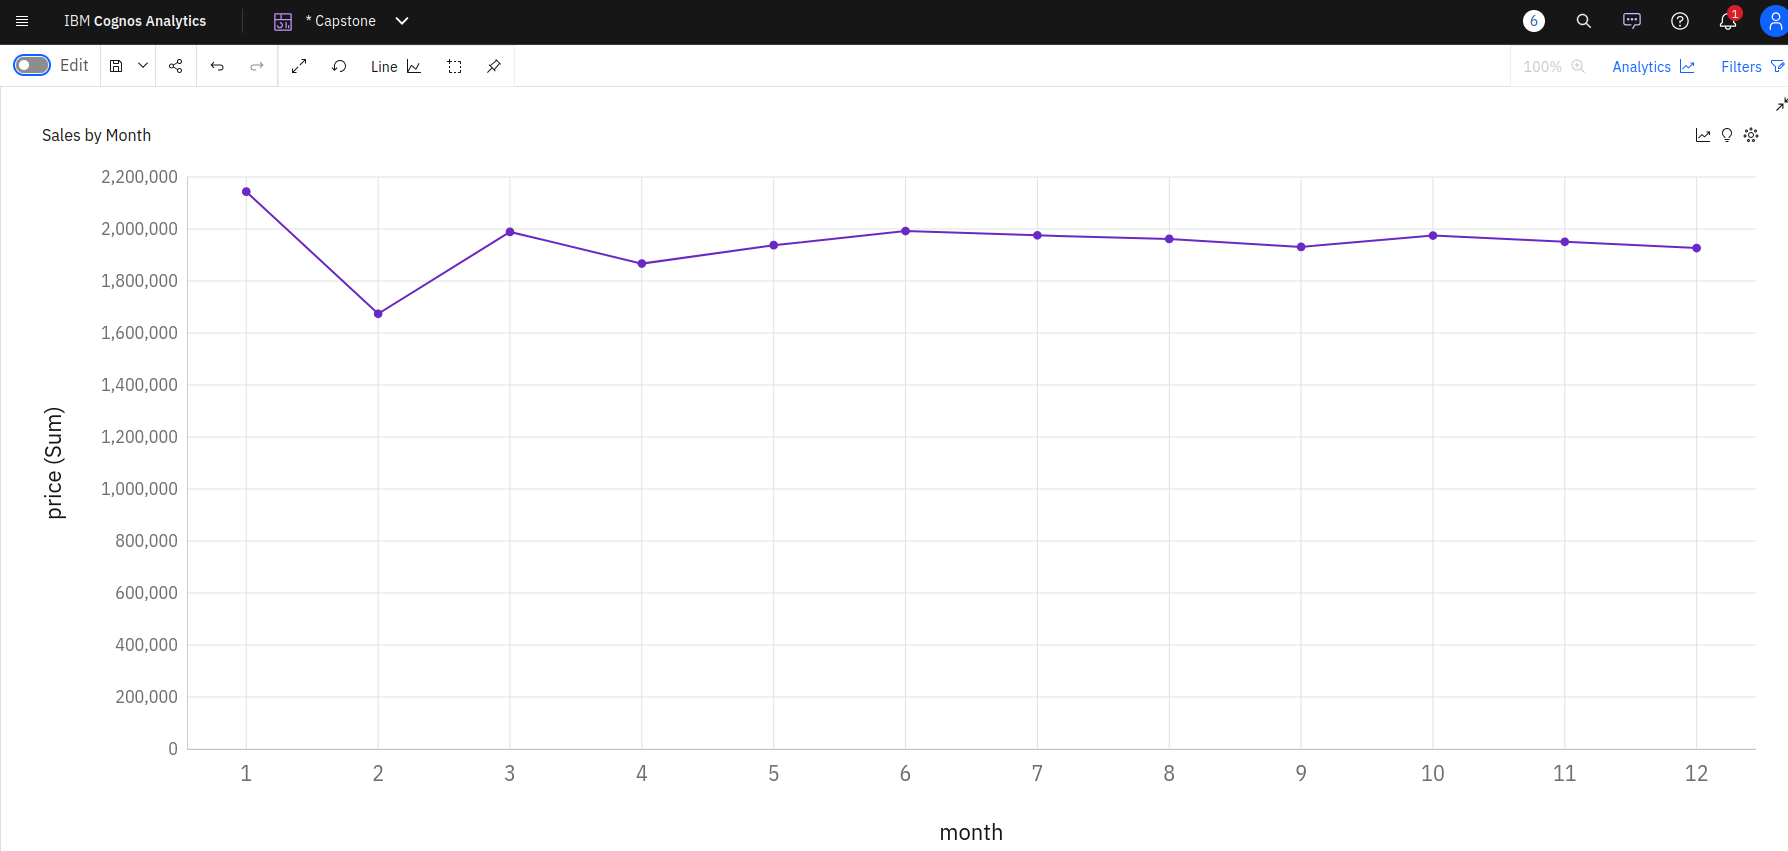 IBM Cognos Analytics
* Capstone
6
1
Edit
Line
100%
Analytics
Filters
Sales by Month
2,200,000
2,000,000
1,800,000
1,600,000
1,400,000
1,200,000
1,000,000
800,000
600,000
400,000
200,000
0
price (Sum)
1 2 3 4 5 6 7 8 9 10 11 12
month